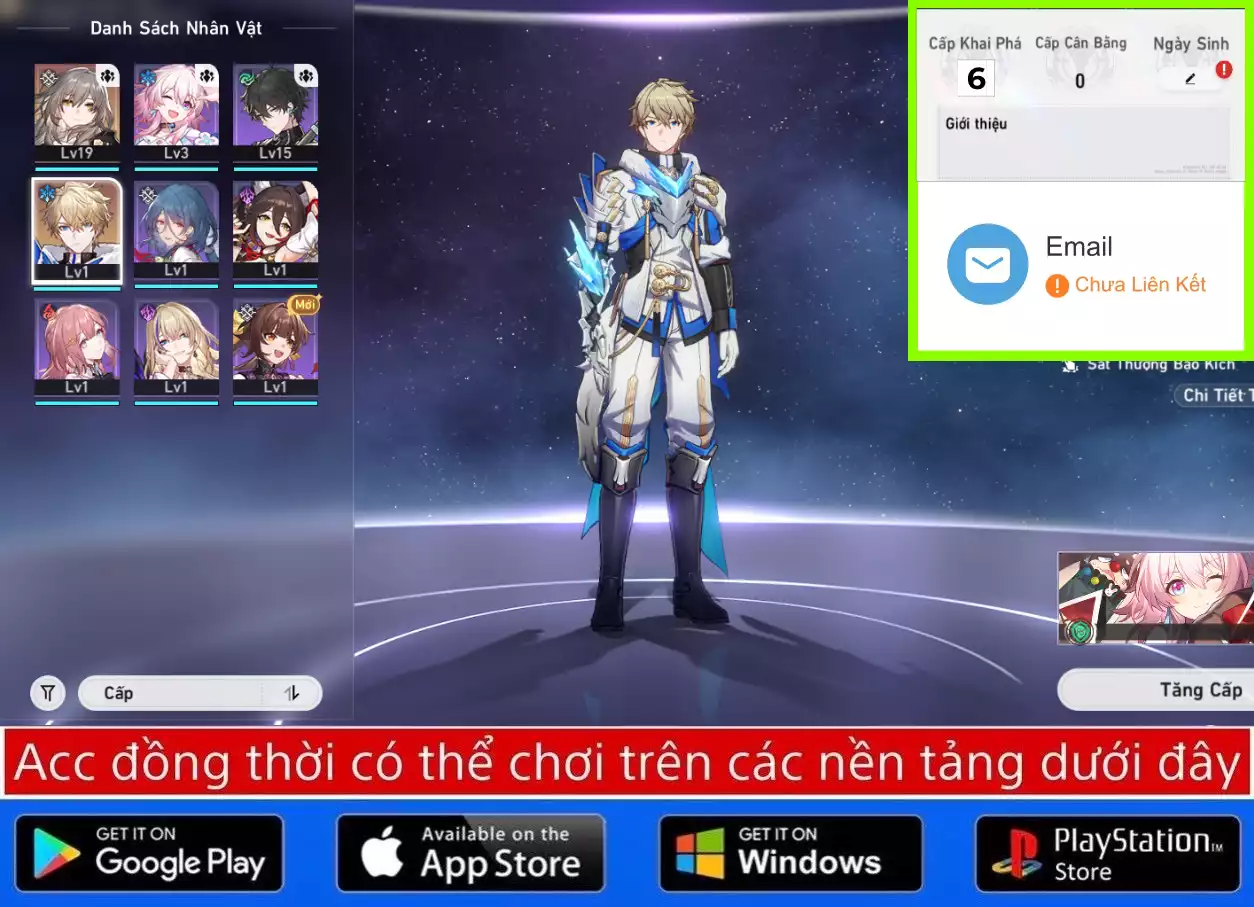 Danh Sách Nhân Vật
Lv19
Lv3
Lv15
Lv1
Lv1
Lv1
Mới
Lv1
Lv1
Lv1
Cấp
Cấp Khai Phá
Cấp Cân Bằng
Ngày Sinh
6
0
Giới thiệu
Email
Chưa Liên Kết
Sát Thương Bạo Kích
Chi Tiết T
Tăng Cấp
Acc đồng thời có thể chơi trên các nền tảng dưới đây
GET IT ON
Google Play
Available on the
App Store
GET IT ON
Windows
PlayStation™
Store